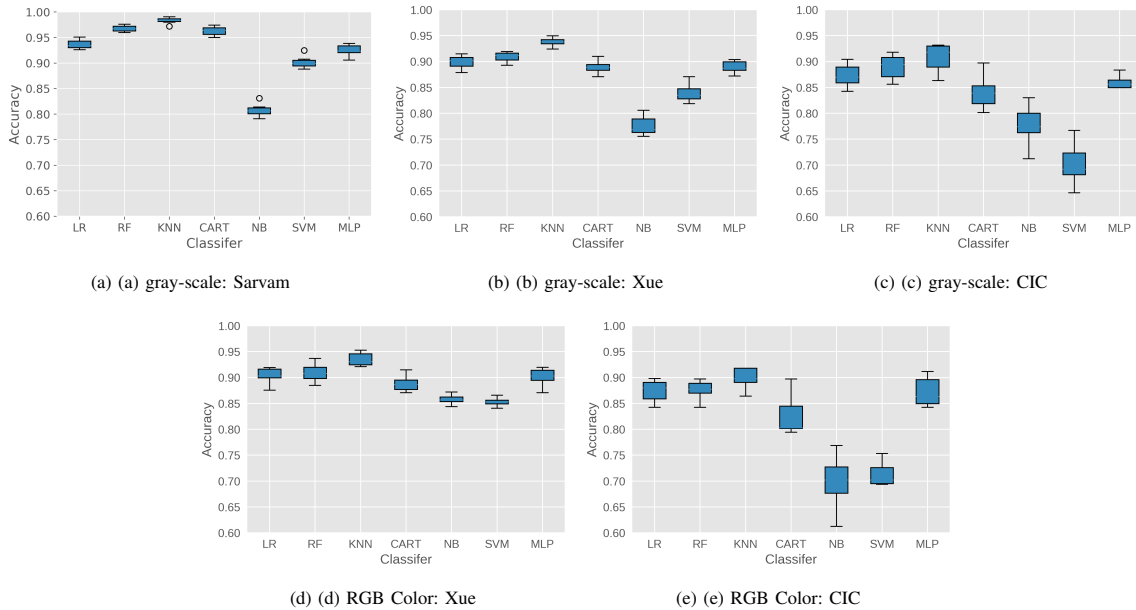 1.00
0.95
0.90
0.85
0.80
0.75
0.70
0.65
0.60
Accuracy
LR RF KNN CART NB SVM MLP
Classifer
(a) (a) gray-scale: Sarvam
1.00
0.95
0.90
0.85
0.80
0.75
0.70
0.65
0.60
Accuracy
LR RF KNN CART NB SVM MLP
Classifer
(b) (b) gray-scale: Xue
1.00
0.95
0.90
0.85
0.80
0.75
0.70
0.65
0.60
Accuracy
LR RF KNN CART NB SVM MLP
Classifer
(c) (c) gray-scale: CIC
1.00
0.95
0.90
0.85
0.80
0.75
0.70
0.65
0.60
Accuracy
LR RF KNN CART NB SVM MLP
Classifer
(d) (d) RGB Color: Xue
1.00
0.95
0.90
0.85
0.80
0.75
0.70
0.65
0.60
Accuracy
LR RF KNN CART NB SVM MLP
Classifer
(e) (e) RGB Color: CIC